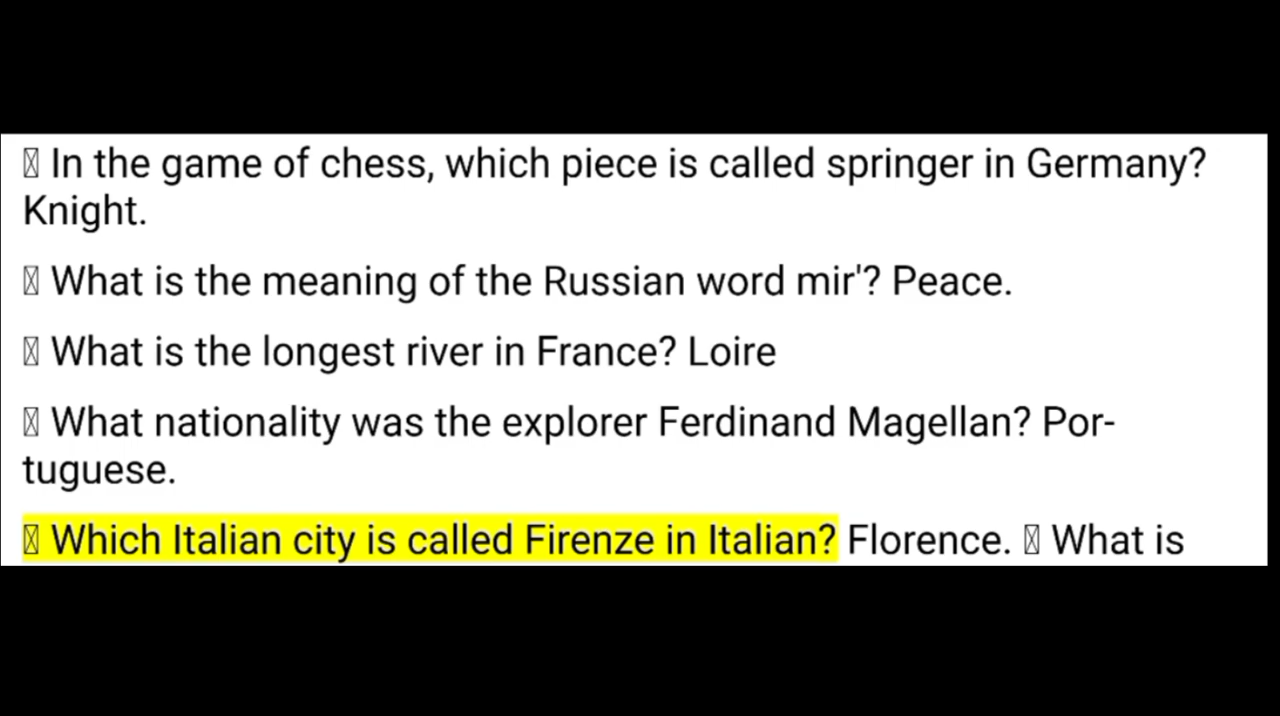 In the game of chess, which piece is called springer in Germany?
Knight.
What is the meaning of the Russian word mir'? Peace.
What is the longest river in France? Loire
What nationality was the explorer Ferdinand Magellan? Por-
tuguese.
Which Italian city is called Firenze in Italian? Florence. What is